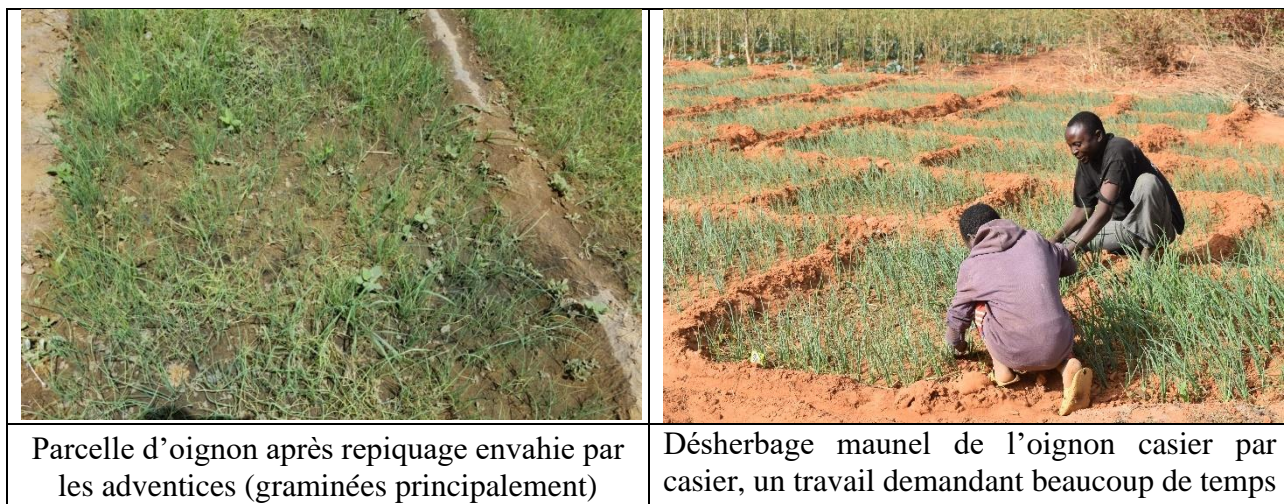 Parcelle d’oignon après repiquage envahie par
les adventices (graminées principalement)
Désherbage maunel de l’oignon casier par
casier, un travail demandant beaucoup de temps